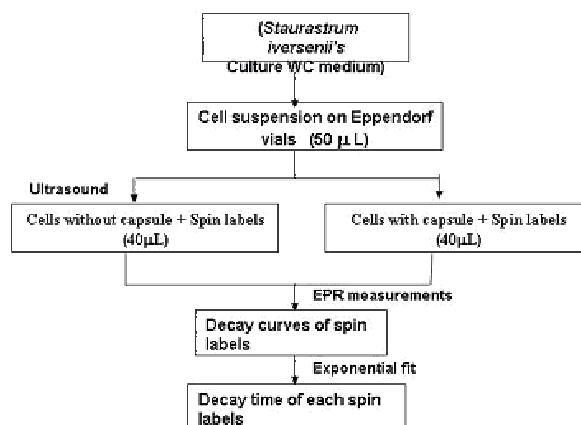 (Staurastrum
iversenii's
Culture WC medium)
Cell suspension on Eppendorf
vials (50 μ L)
Ultrasound
Cells without capsule + Spin labels
(40μL)
Cells with capsule + Spin labels
(40μL)
EPR measurements
Decay curves of spin
labels
Exponential fit
Decay time of each spin
labels